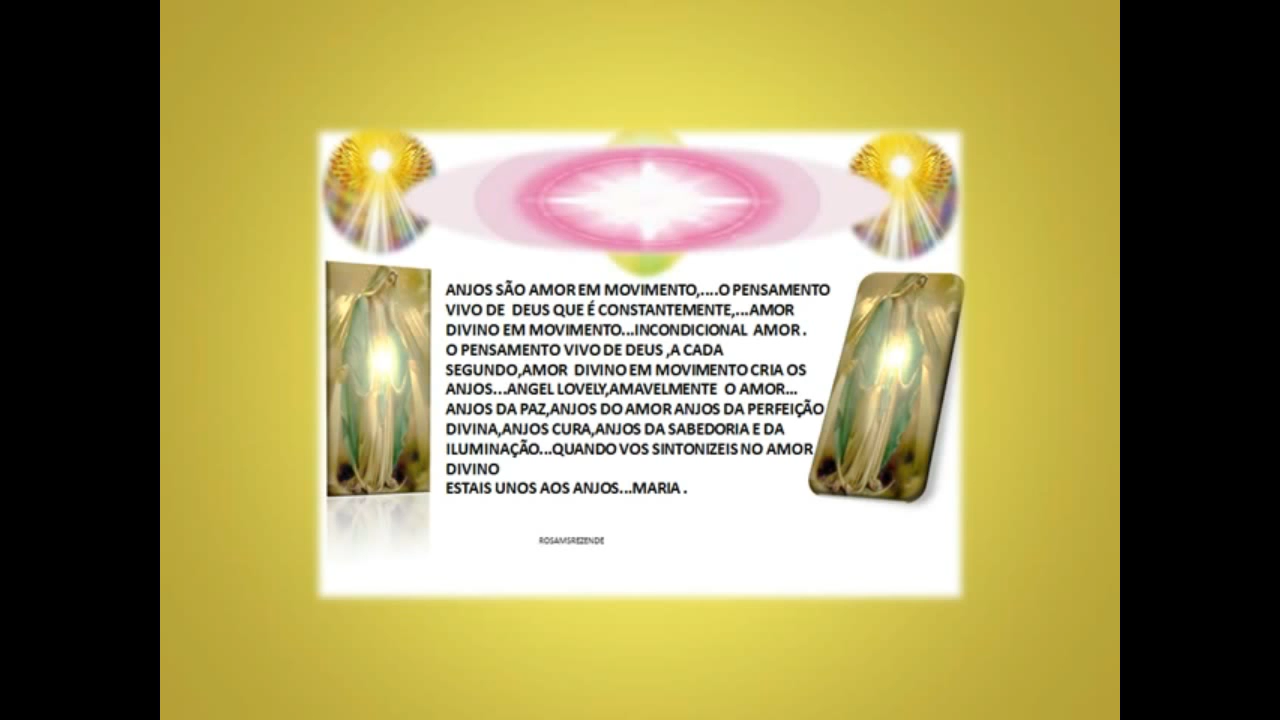 ANJOS SÃO AMOR EM MOVIMENTO,....O PENSAMENTO
VIVO DE DEUS QUE É CONSTANTEMENTE,...AMOR
DIVINO EM MOVIMENTO...INCONDICIONAL AMOR .
O PENSAMENTO VIVO DE DEUS ,A CADA
SEGUNDO,AMOR DIVINO EM MOVIMENTO CRIA OS
ANJOS...ANGEL LOVELY,AMAVELMENTE O AMOR...
ANJOS DA PAZ,ANJOS DO AMOR ANJOS DA PERFEIÇÃO
DIVINA,ANJOS CURA,ANJOS DA SABEDORIA E DA
ILUMINAÇÃO...QUANDO VOS SINTONIZEIS NO AMOR
DIVINO
ESTAIS UNOS AOS ANJOS...MARIA .
ROSAMSREZENDE